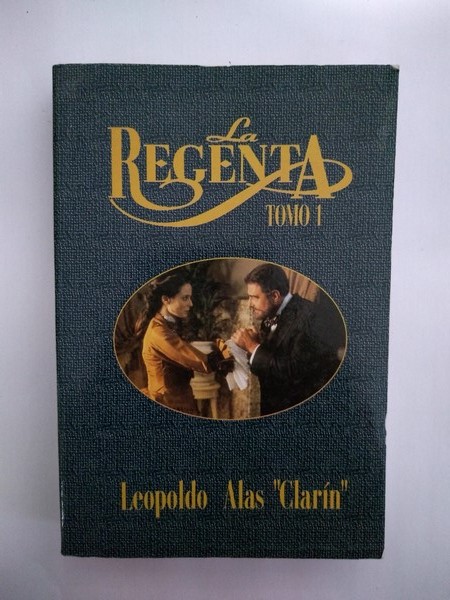 La
REGENTA
TOMO 1
Leopoldo Alas "Clarín"